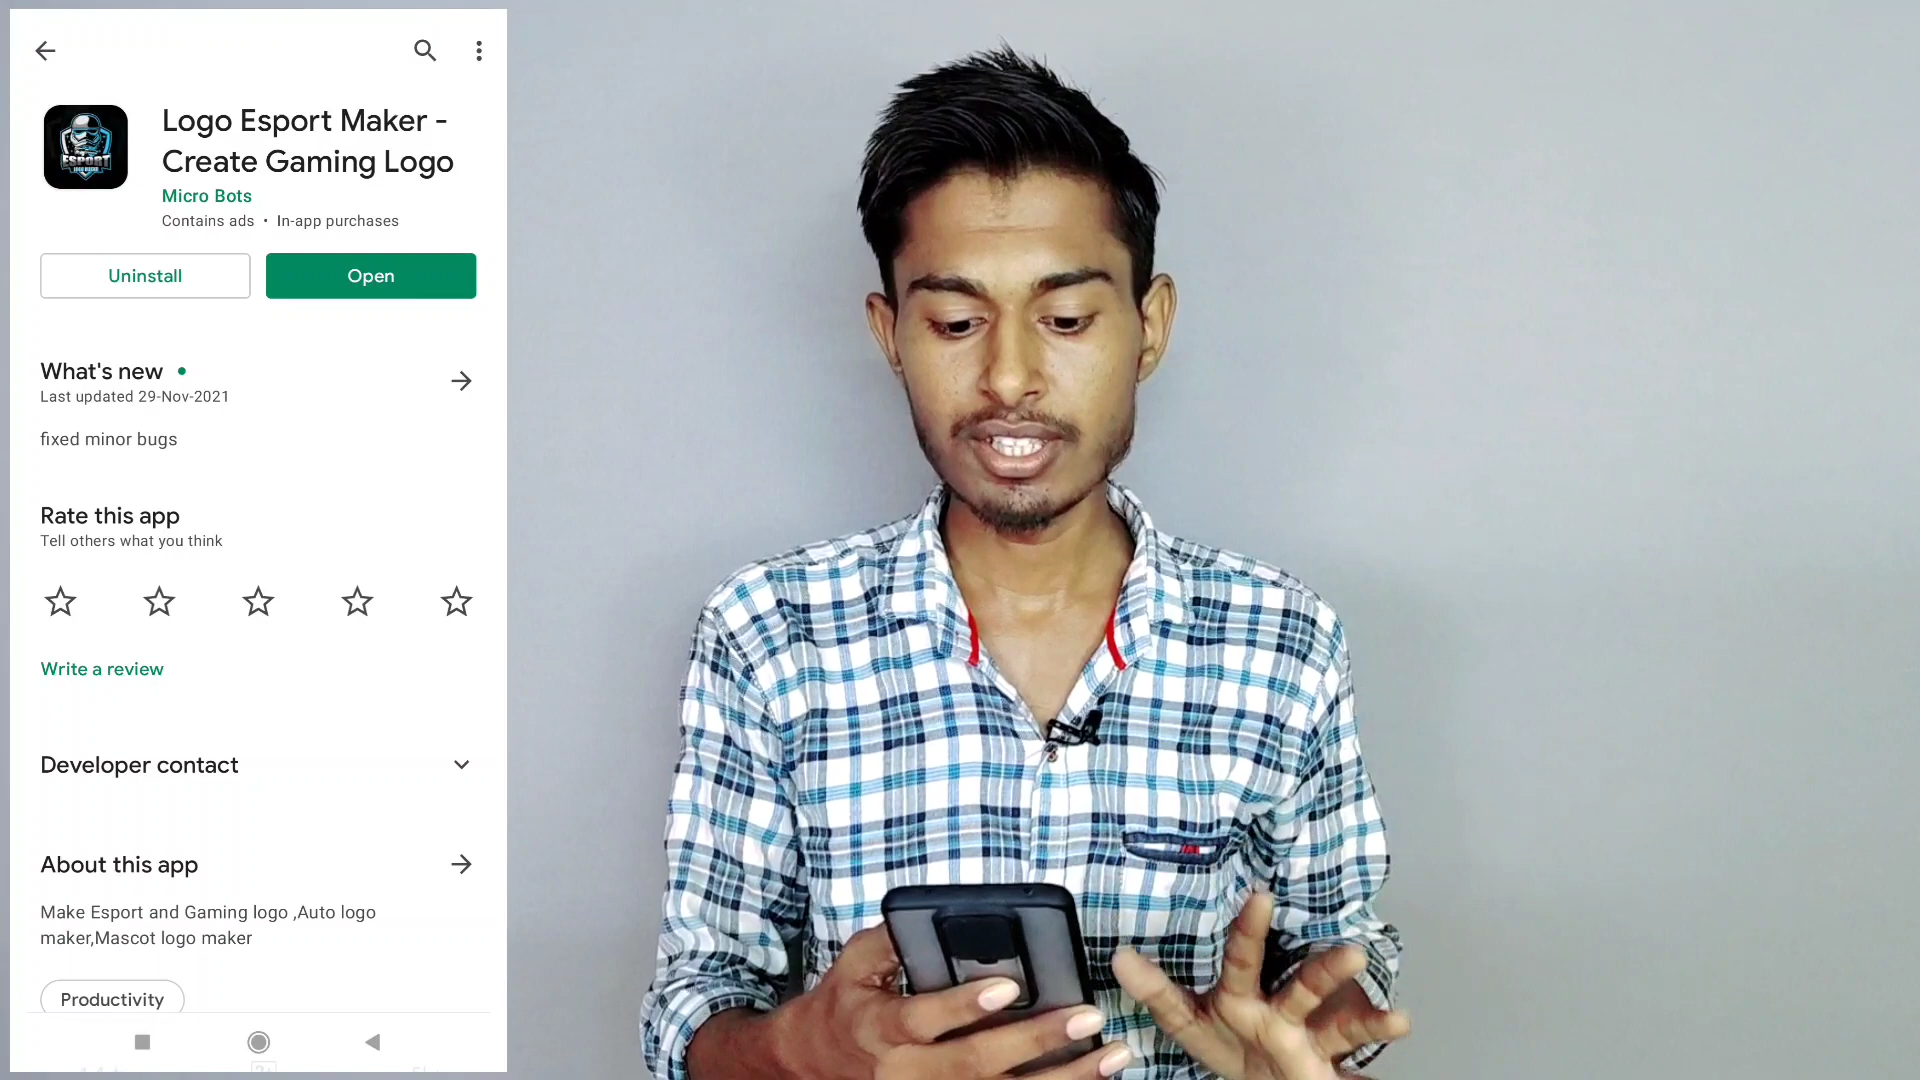 Logo Esport Maker -
Create Gaming Logo
Micro Bots
Contains ads • In-app purchases
Uninstall
Open
What's new
Last updated 29-Nov-2021
fixed minor bugs
Rate this app
Tell others what you think
Write a review
Developer contact
About this app
Make Esport and Gaming logo ,Auto logo
maker,Mascot logo maker
Productivity
ESPORT